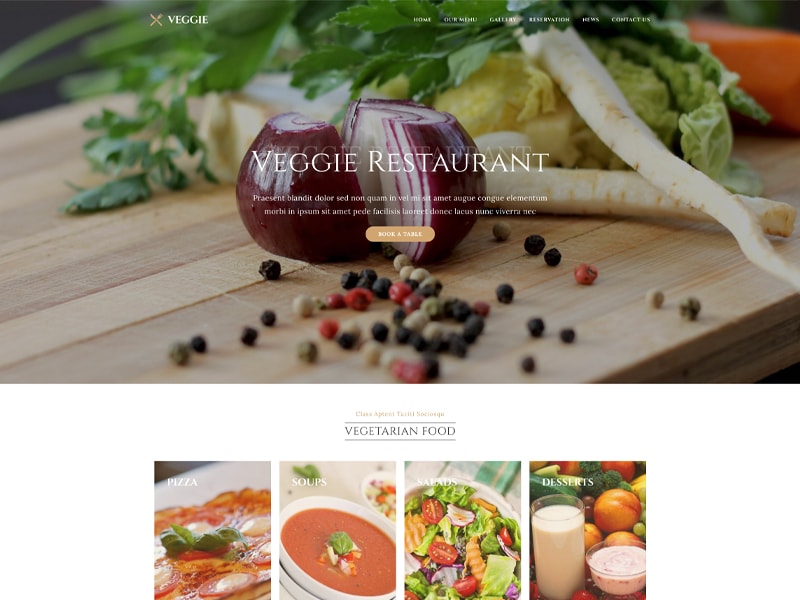 VEGGIE
HOME OUR MENU GALLERY RESERVATION NEWS CONTACT US
VEGGIE RESTAURANT
Praesent blandit dolor sed non quam in vel mi sit amet augue congue elementum
morbi in ipsum sit amet pede facilisis laoreet donec lacus nunc viverra nec
BOOK A TABLE
Class Aptent Taciti Sociosqu
VEGETARIAN FOOD
PIZZA SOUPS SALADS DESSERTS